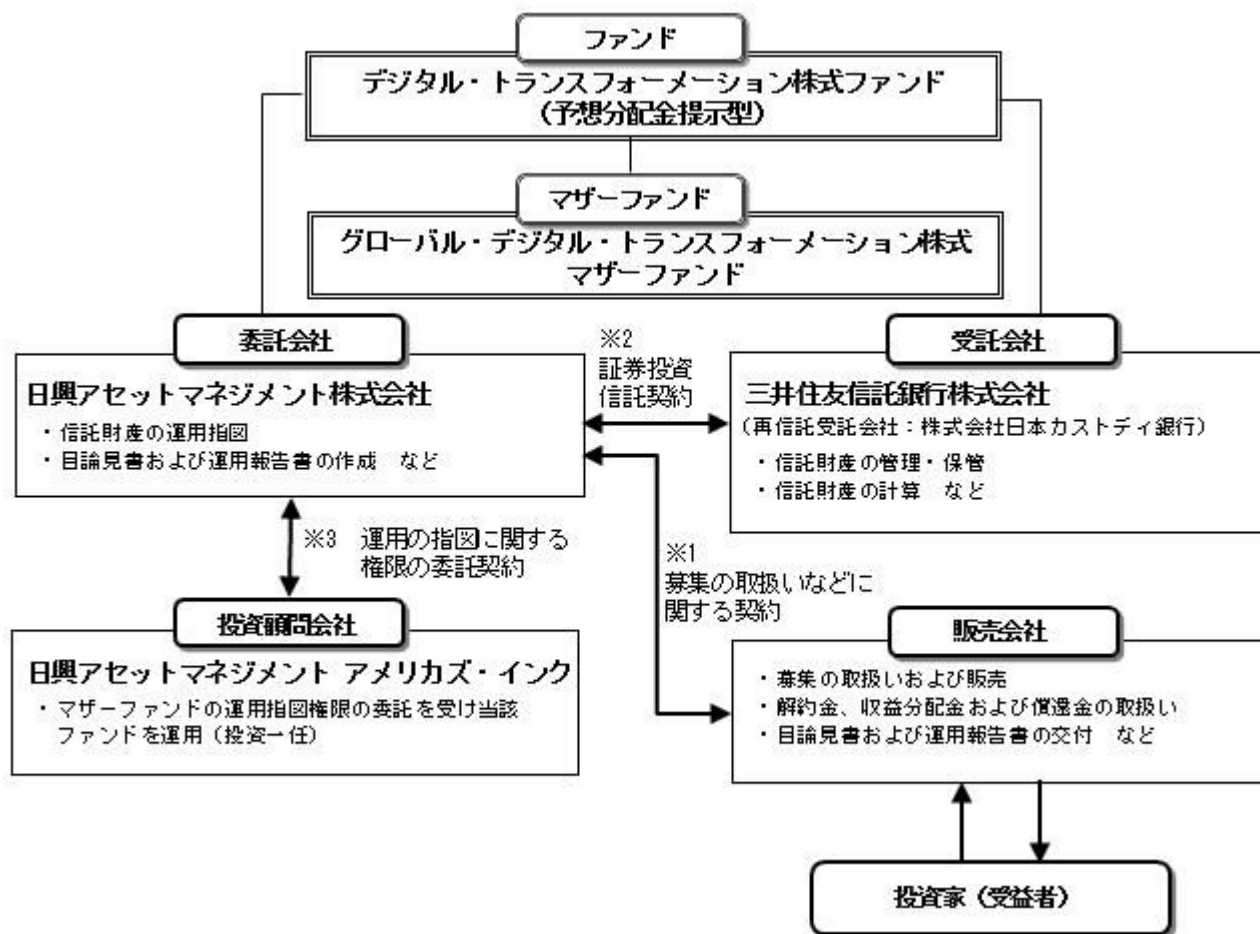 ファンド
デジタル・トランスフォーメーション株式ファンド
（予想分配金提示型）
マザーファンド
グローバル・デジタル・トランスフォーメーション株式
マザーファンド
委託会社
日興アセットマネジメント株式会社
・信託財産の運用指図
・目論見書および運用報告書の作成　など
※2
証券投資
信託契約
受託会社
三井住友信託銀行株式会社
（再信託受託会社：株式会社日本カストディ銀行）
・信託財産の管理・保管
・信託財産の計算　など
※3　運用の指図に関する
権限の委託契約
※1
募集の取扱いなどに
関する契約
投資顧問会社
日興アセットマネジメント アメリカズ・インク
・マザーファンドの運用指図権限の委託を受け当該
ファンドを運用（投資一任）
販売会社
・募集の取扱いおよび販売
・解約金、収益分配金および償還金の取扱い
・目論見書および運用報告書の交付　など
投資家（受益者）